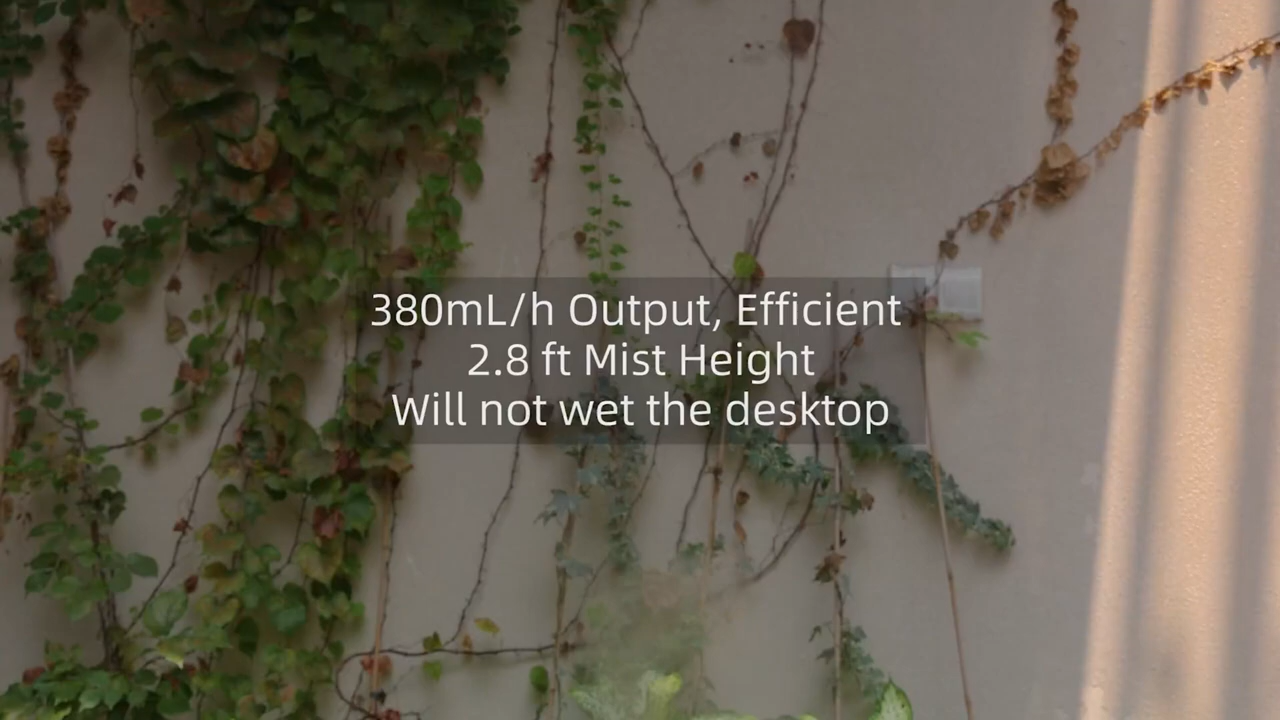 380mL/h Output, Efficient
2.8 ft Mist Height
Will not wet the desktop